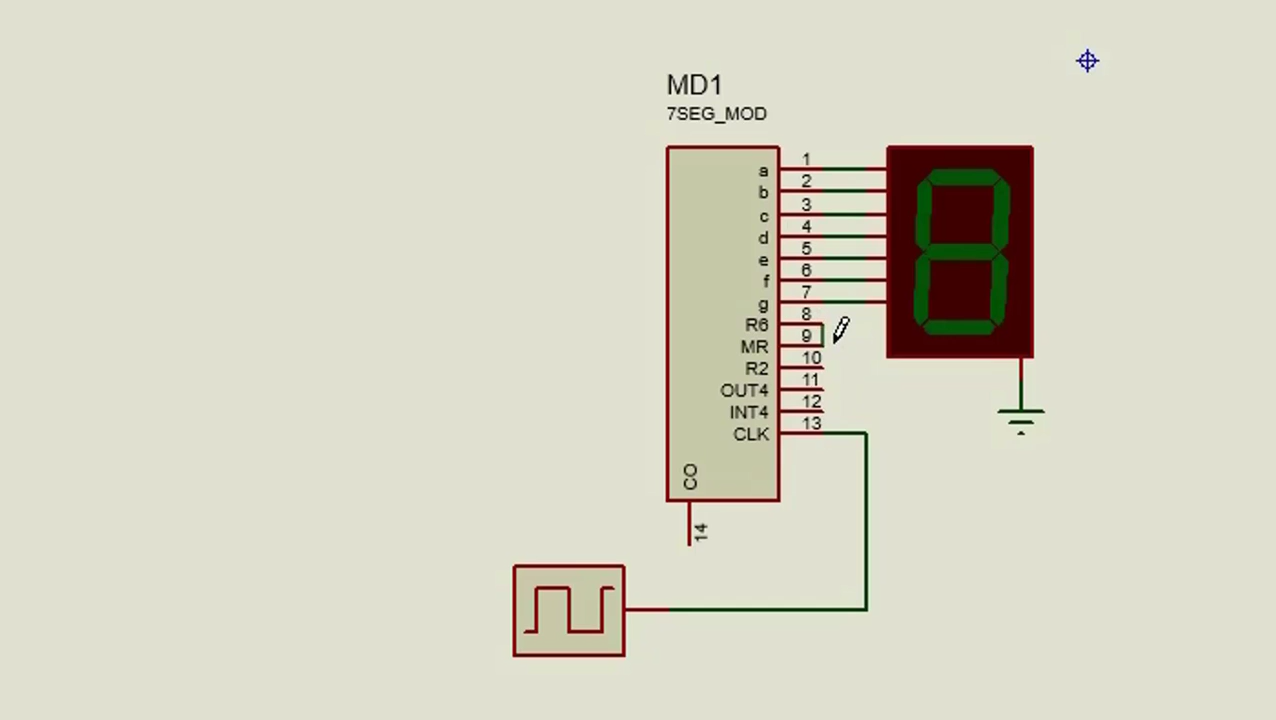 MD1
7SEG_MOD
a 1
b 2
c 3
d 4
e 5
f 6
g 7
R6 8
MR 9
R2 10
OUT4 11
INT4 12
CLK 13
CO
14